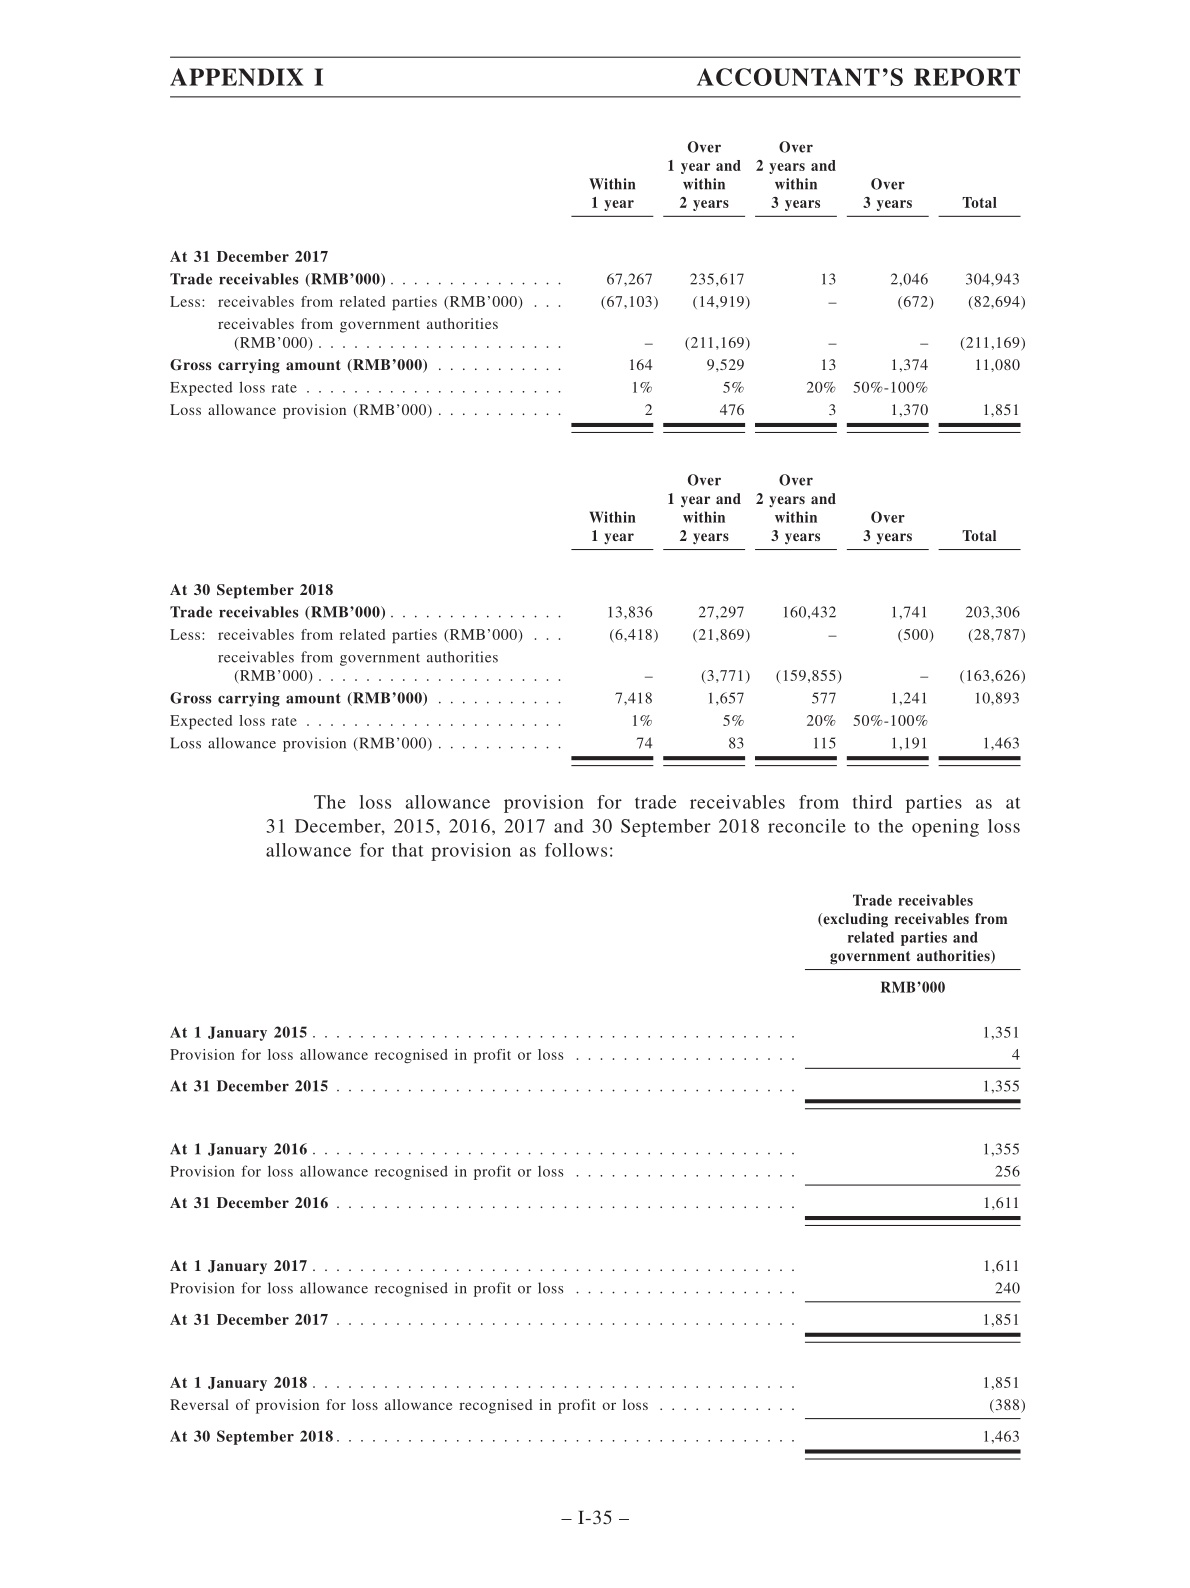 APPENDIX I ACCOUNTANT'S REPORT
Over Over
1 year and 2 years and
Within within within Over
1 year 2 years 3 years 3 years Total
At 31 December 2017
Trade receivables (RMB'000) . . . . . . . . . . . . . . . 67,267 235,617 13 2,046 304,943
Less: receivables from related parties (RMB'000) . . . (67,103) (14,919) – (672) (82,694)
receivables from government authorities
(RMB'000) . . . . . . . . . . . . . . . . . . . . . – (211,169) – – (211,169)
Gross carrying amount (RMB'000) . . . . . . . . . . . 164 9,529 13 1,374 11,080
Expected loss rate . . . . . . . . . . . . . . . . . . . . . . 1% 5% 20% 50%-100%
Loss allowance provision (RMB'000) . . . . . . . . . . . 2 476 3 1,370 1,851
Over Over
1 year and 2 years and
Within within within Over
1 year 2 years 3 years 3 years Total
At 30 September 2018
Trade receivables (RMB'000) . . . . . . . . . . . . . . . 13,836 27,297 160,432 1,741 203,306
Less: receivables from related parties (RMB'000) . . . (6,418) (21,869) – (500) (28,787)
receivables from government authorities
(RMB'000) . . . . . . . . . . . . . . . . . . . . . – (3,771) (159,855) – (163,626)
Gross carrying amount (RMB'000) . . . . . . . . . . . 7,418 1,657 577 1,241 10,893
Expected loss rate . . . . . . . . . . . . . . . . . . . . . . 1% 5% 20% 50%-100%
Loss allowance provision (RMB'000) . . . . . . . . . . . 74 83 115 1,191 1,463
The loss allowance provision for trade receivables from third parties as at
31 December, 2015, 2016, 2017 and 30 September 2018 reconcile to the opening loss
allowance for that provision as follows:
Trade receivables
(excluding receivables from
related parties and
government authorities)
RMB'000
At 1 January 2015 . . . . . . . . . . . . . . . . . . . . . . . . . . . . . . . . . . . . . . . . . 1,351
Provision for loss allowance recognised in profit or loss . . . . . . . . . . . . . . . . . . . 4
At 31 December 2015 . . . . . . . . . . . . . . . . . . . . . . . . . . . . . . . . . . . . . . . 1,355
At 1 January 2016 . . . . . . . . . . . . . . . . . . . . . . . . . . . . . . . . . . . . . . . . . 1,355
Provision for loss allowance recognised in profit or loss . . . . . . . . . . . . . . . . . . . 256
At 31 December 2016 . . . . . . . . . . . . . . . . . . . . . . . . . . . . . . . . . . . . . . . 1,611
At 1 January 2017 . . . . . . . . . . . . . . . . . . . . . . . . . . . . . . . . . . . . . . . . . 1,611
Provision for loss allowance recognised in profit or loss . . . . . . . . . . . . . . . . . . . 240
At 31 December 2017 . . . . . . . . . . . . . . . . . . . . . . . . . . . . . . . . . . . . . . . 1,851
At 1 January 2018 . . . . . . . . . . . . . . . . . . . . . . . . . . . . . . . . . . . . . . . . . 1,851
Reversal of provision for loss allowance recognised in profit or loss . . . . . . . . . . . . (388)
At 30 September 2018 . . . . . . . . . . . . . . . . . . . . . . . . . . . . . . . . . . . . . . . 1,463
– I-35 –